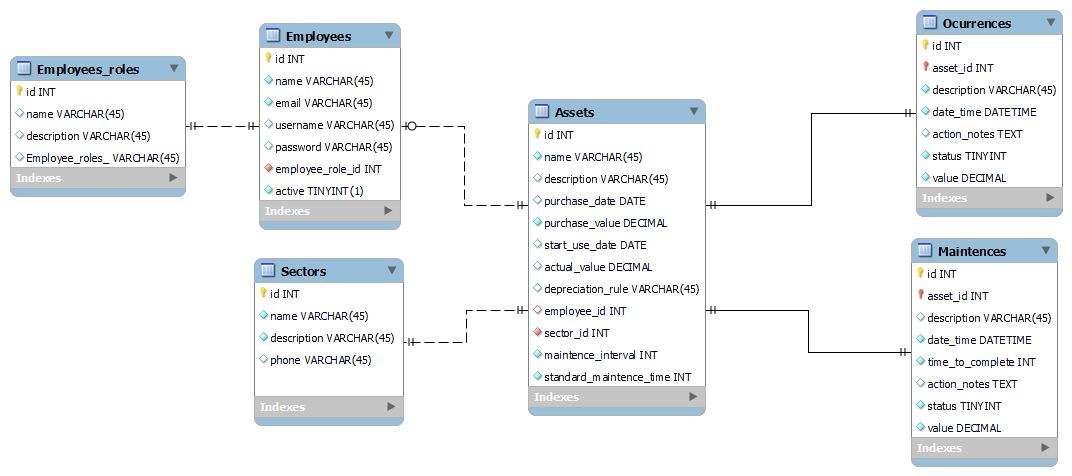 Employees_roles
id INT
name VARCHAR(45)
description VARCHAR(45)
Employee_roles_ VARCHAR(45)
Indexes
Employees
id INT
name VARCHAR(45)
email VARCHAR(45)
username VARCHAR(45)
password VARCHAR(45)
employee_role_id INT
active TINYINT(1)
Indexes
Sectors
id INT
name VARCHAR(45)
description VARCHAR(45)
phone VARCHAR(45)
Indexes
Assets
id INT
name VARCHAR(45)
description VARCHAR(45)
purchase_date DATE
purchase_value DECIMAL
start_use_date DATE
actual_value DECIMAL
depreciation_rule VARCHAR(45)
employee_id INT
sector_id INT
maintence_interval INT
standard_maintence_time INT
Indexes
Ocurrences
id INT
asset_id INT
description VARCHAR(45)
date_time DATETIME
action_notes TEXT
status TINYINT
value DECIMAL
Indexes
Maintences
id INT
asset_id INT
description VARCHAR(45)
date_time DATETIME
time_to_complete INT
action_notes TEXT
status TINYINT
value DECIMAL
Indexes